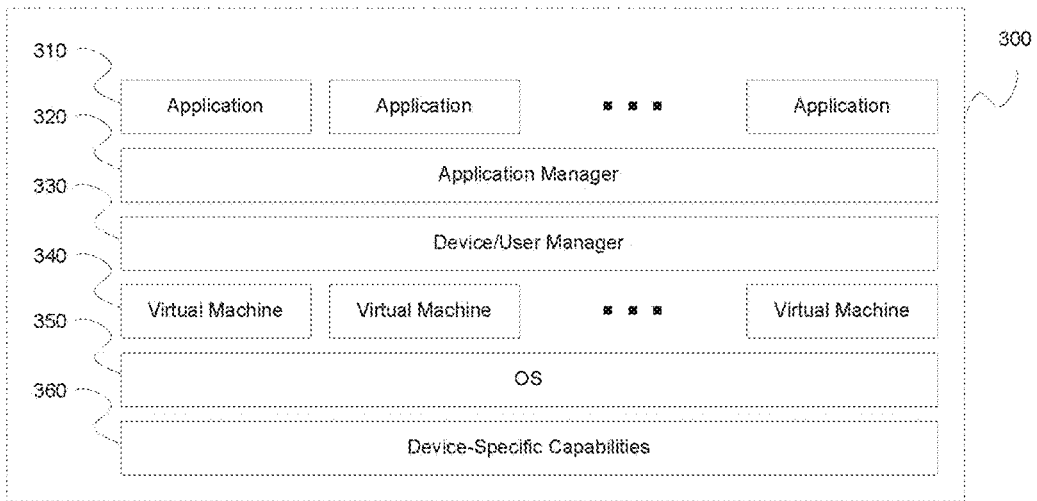 300
310
Application Application Application
320
Application Manager
330
Device/User Manager
340
Virtual Machine Virtual Machine Virtual Machine
350
OS
360
Device-Specific Capabilities